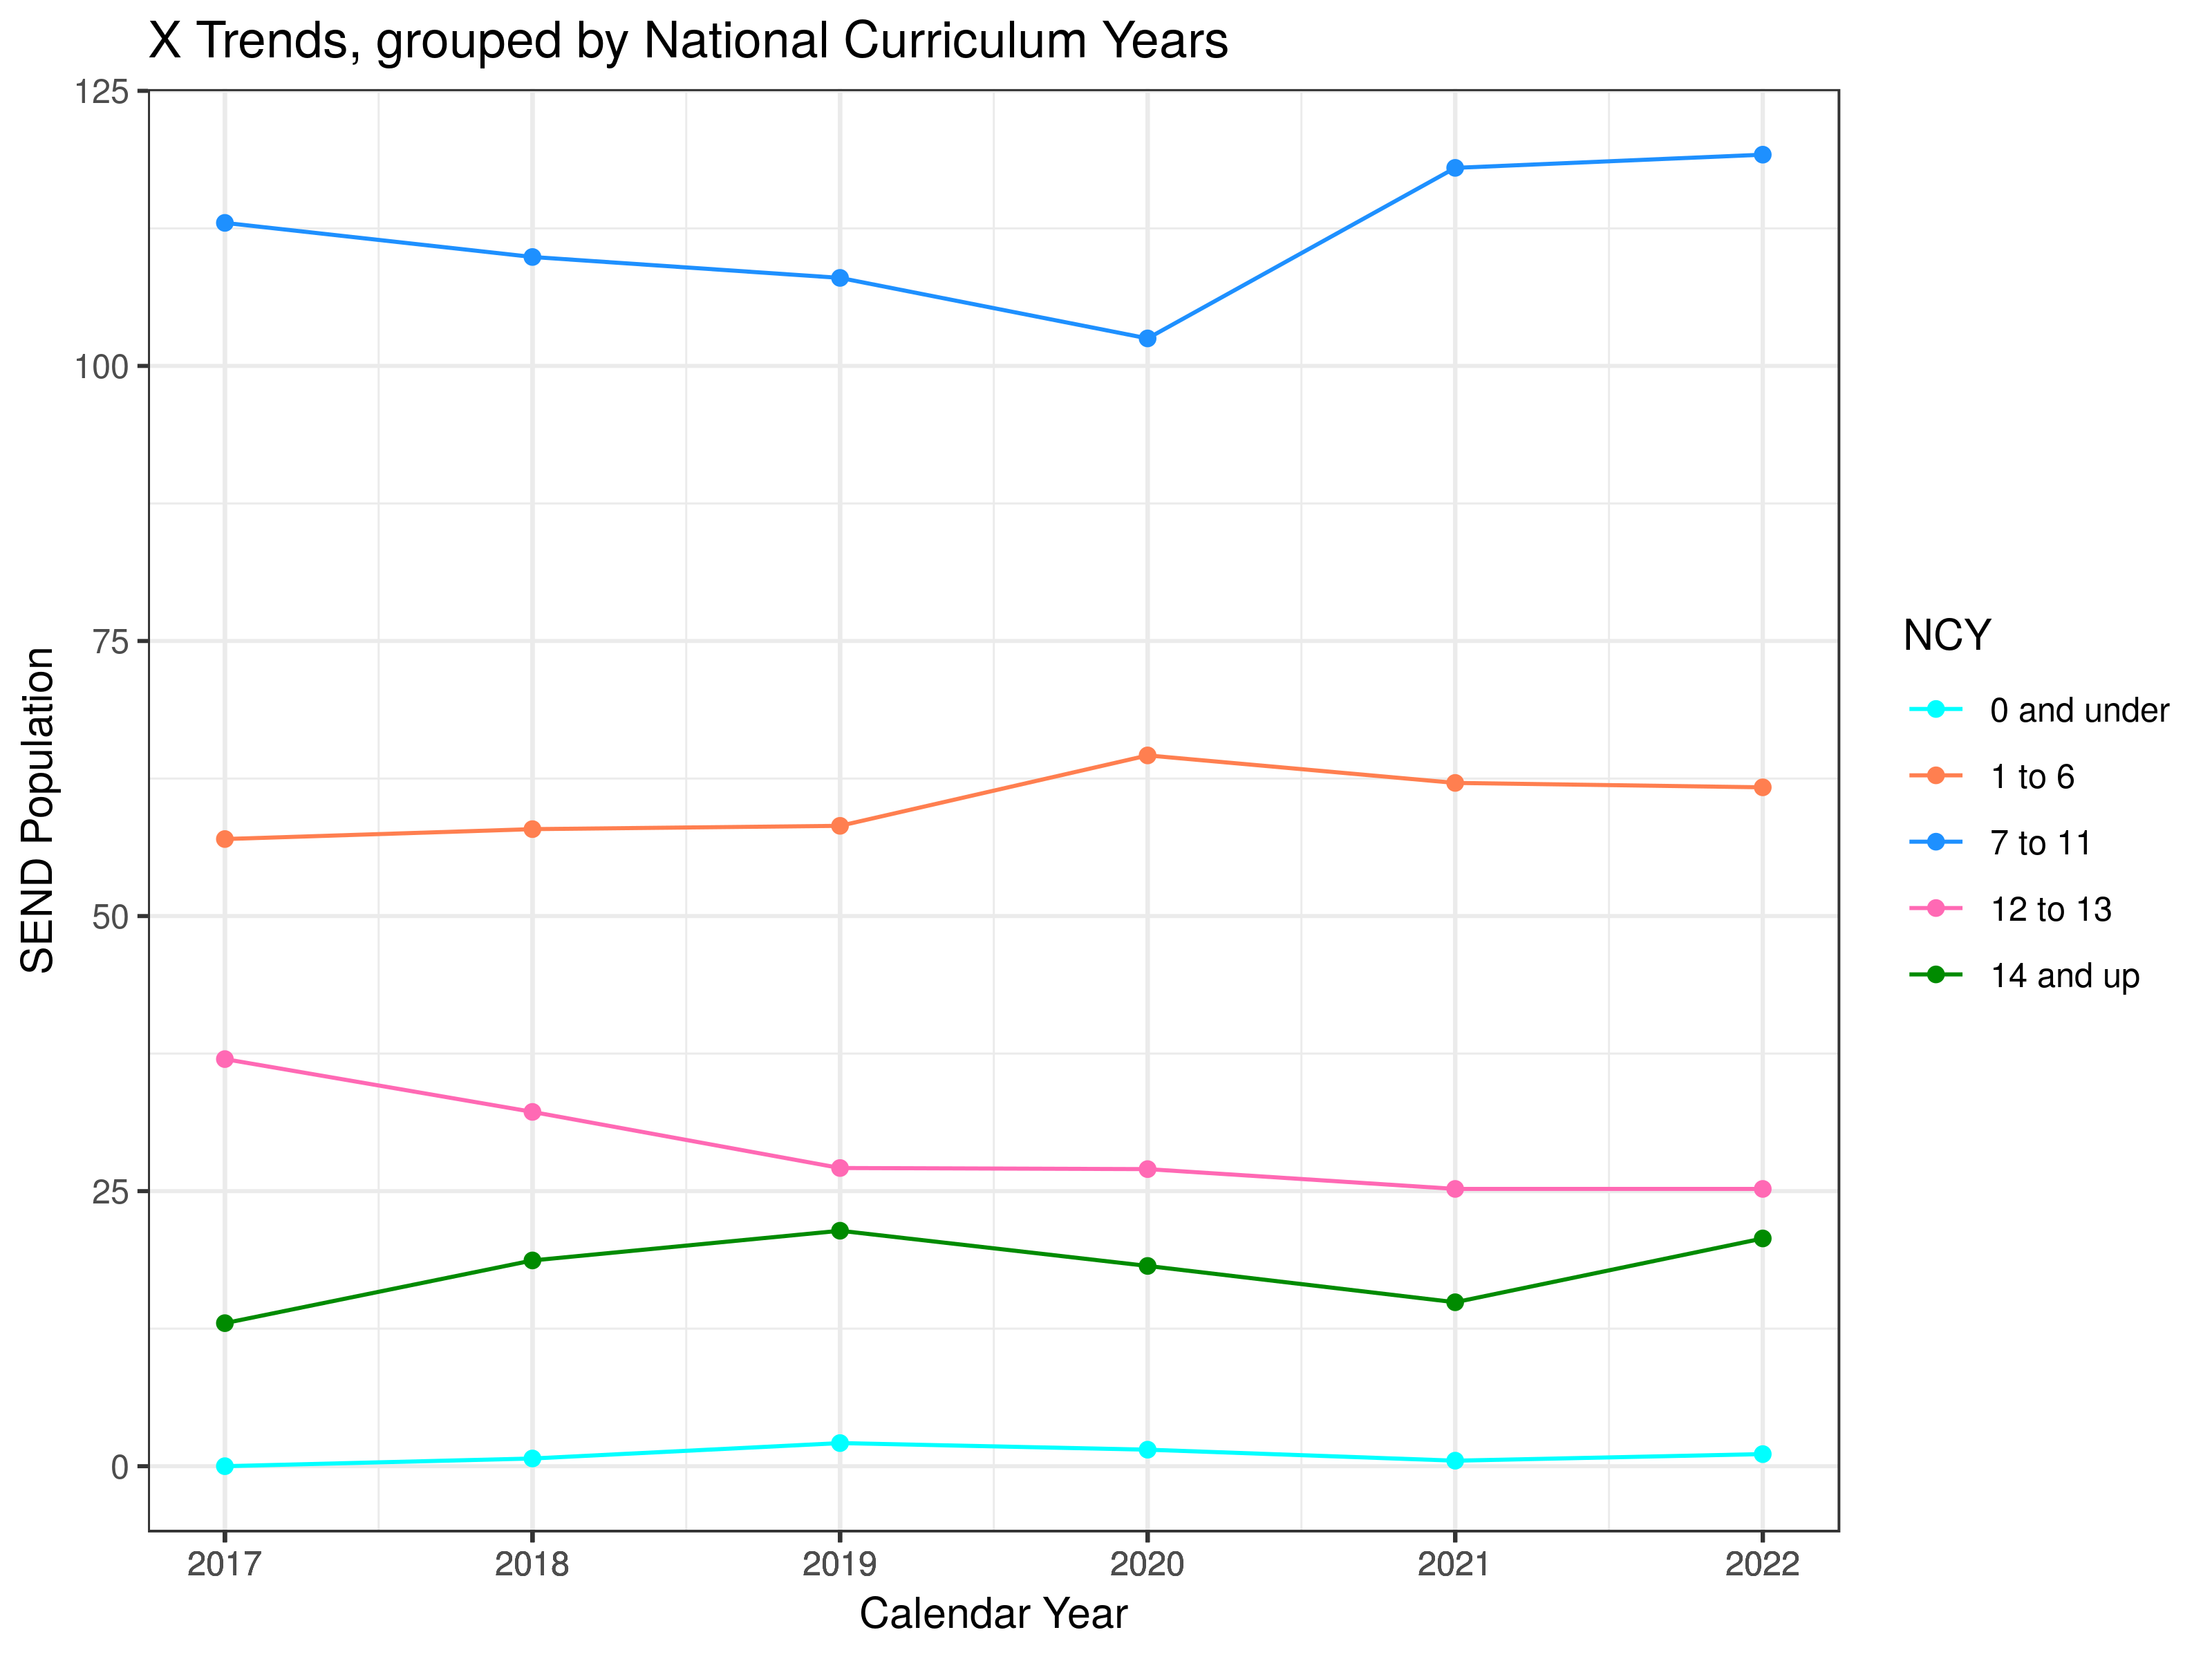 X Trends, grouped by National Curriculum Years
125
100
75
50
25
0
SEND Population
2017 2018 2019 2020 2021 2022
Calendar Year
NCY
0 and under
1 to 6
7 to 11
12 to 13
14 and up